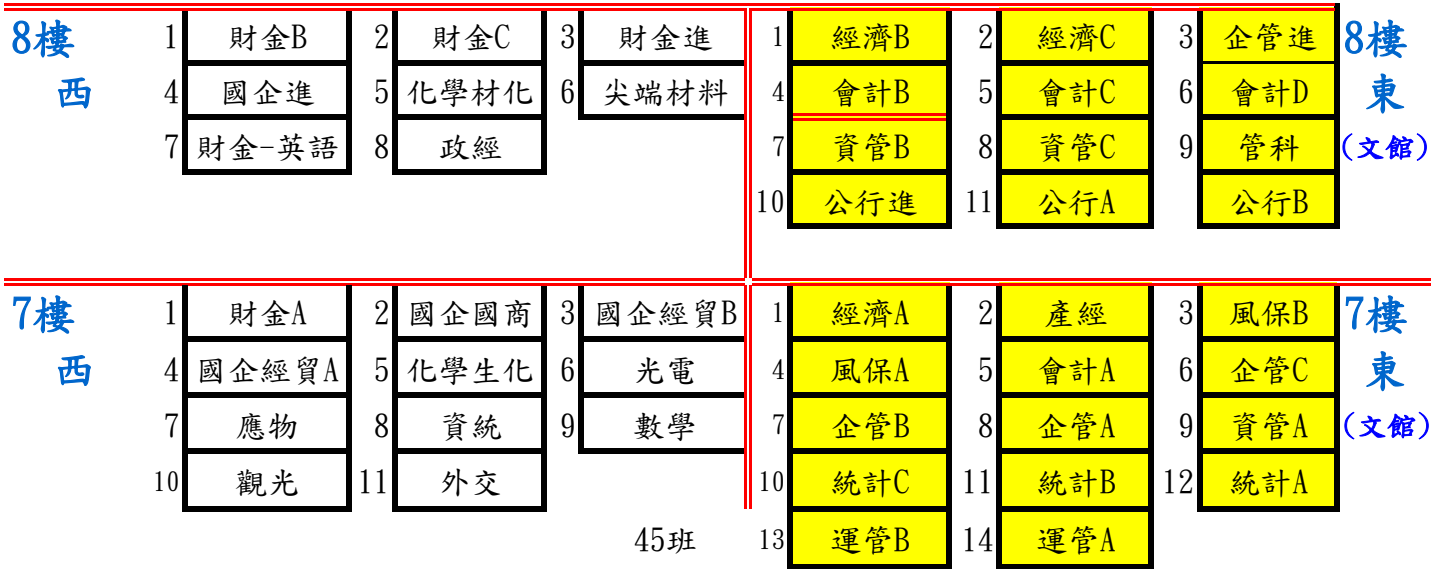 8樓 1 財金B 2 財金C 3 財金進 1 經濟B 2 經濟C 3 企管進 8樓
西 4 國企進 5 化學材化 6 尖端材料 4 會計B 5 會計C 6 會計D 東
7 財金-英語 8 政經 7 資管B 8 資管C 9 管科 (文館)
10 公行進 11 公行A 公行B
7樓 1 財金A 2 國企國商 3 國企經貿B 1 經濟A 2 產經 3 風保B 7樓
西 4 國企經貿A 5 化學生化 6 光電 4 風保A 5 會計A 6 企管C 東
7 應物 8 資統 9 數學 7 企管B 8 企管A 9 資管A (文館)
10 觀光 11 外交 10 統計C 11 統計B 12 統計A
45班 13 運管B 14 運管A